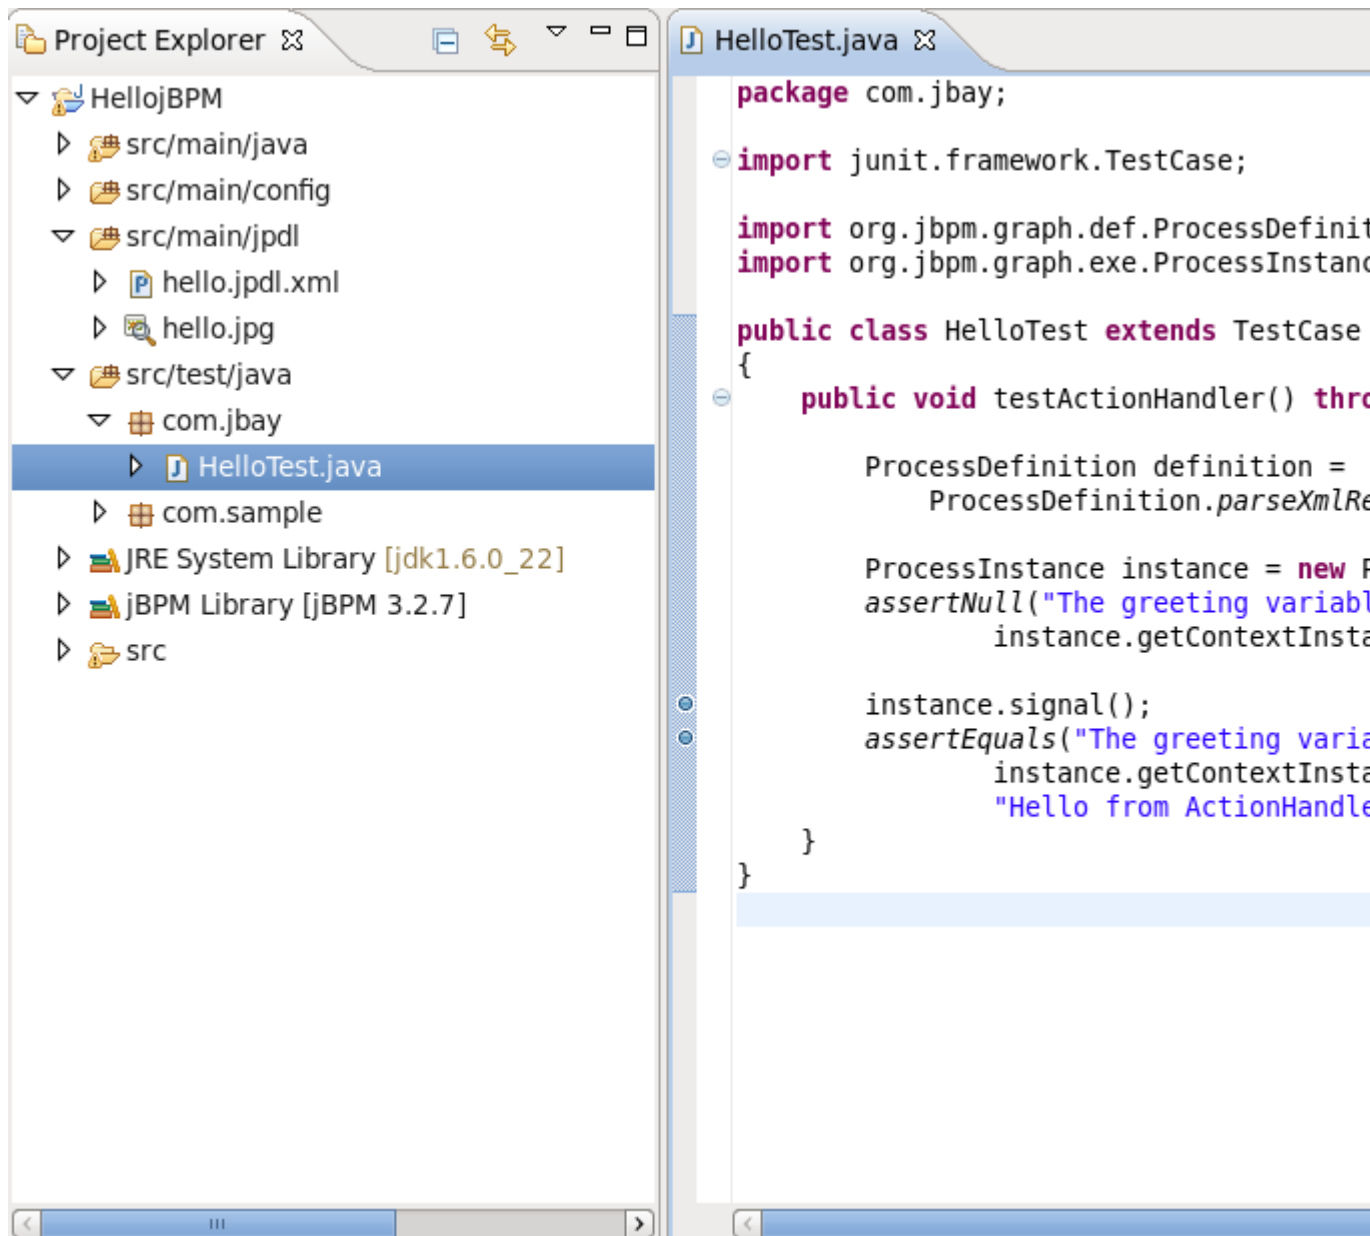 Project Explorer
HellojBPM
src/main/java
src/main/config
src/main/jpdl
hello.jpdl.xml
hello.jpg
src/test/java
com.jbay
HelloTest.java
com.sample
JRE System Library [jdk1.6.0_22]
jBPM Library [jBPM 3.2.7]
src
HelloTest.java
package com.jbay;
import junit.framework.TestCase;
import org.jbpm.graph.def.ProcessDefinit
import org.jbpm.graph.exe.ProcessInstanc
public class HelloTest extends TestCase
{
public void testActionHandler() thro
ProcessDefinition definition =
ProcessDefinition.parseXmlRe
ProcessInstance instance = new P
assertNull("The greeting variabl
instance.getContextInsta
instance.signal();
assertEquals("The greeting varia
instance.getContextInsta
"Hello from ActionHandle
}
}